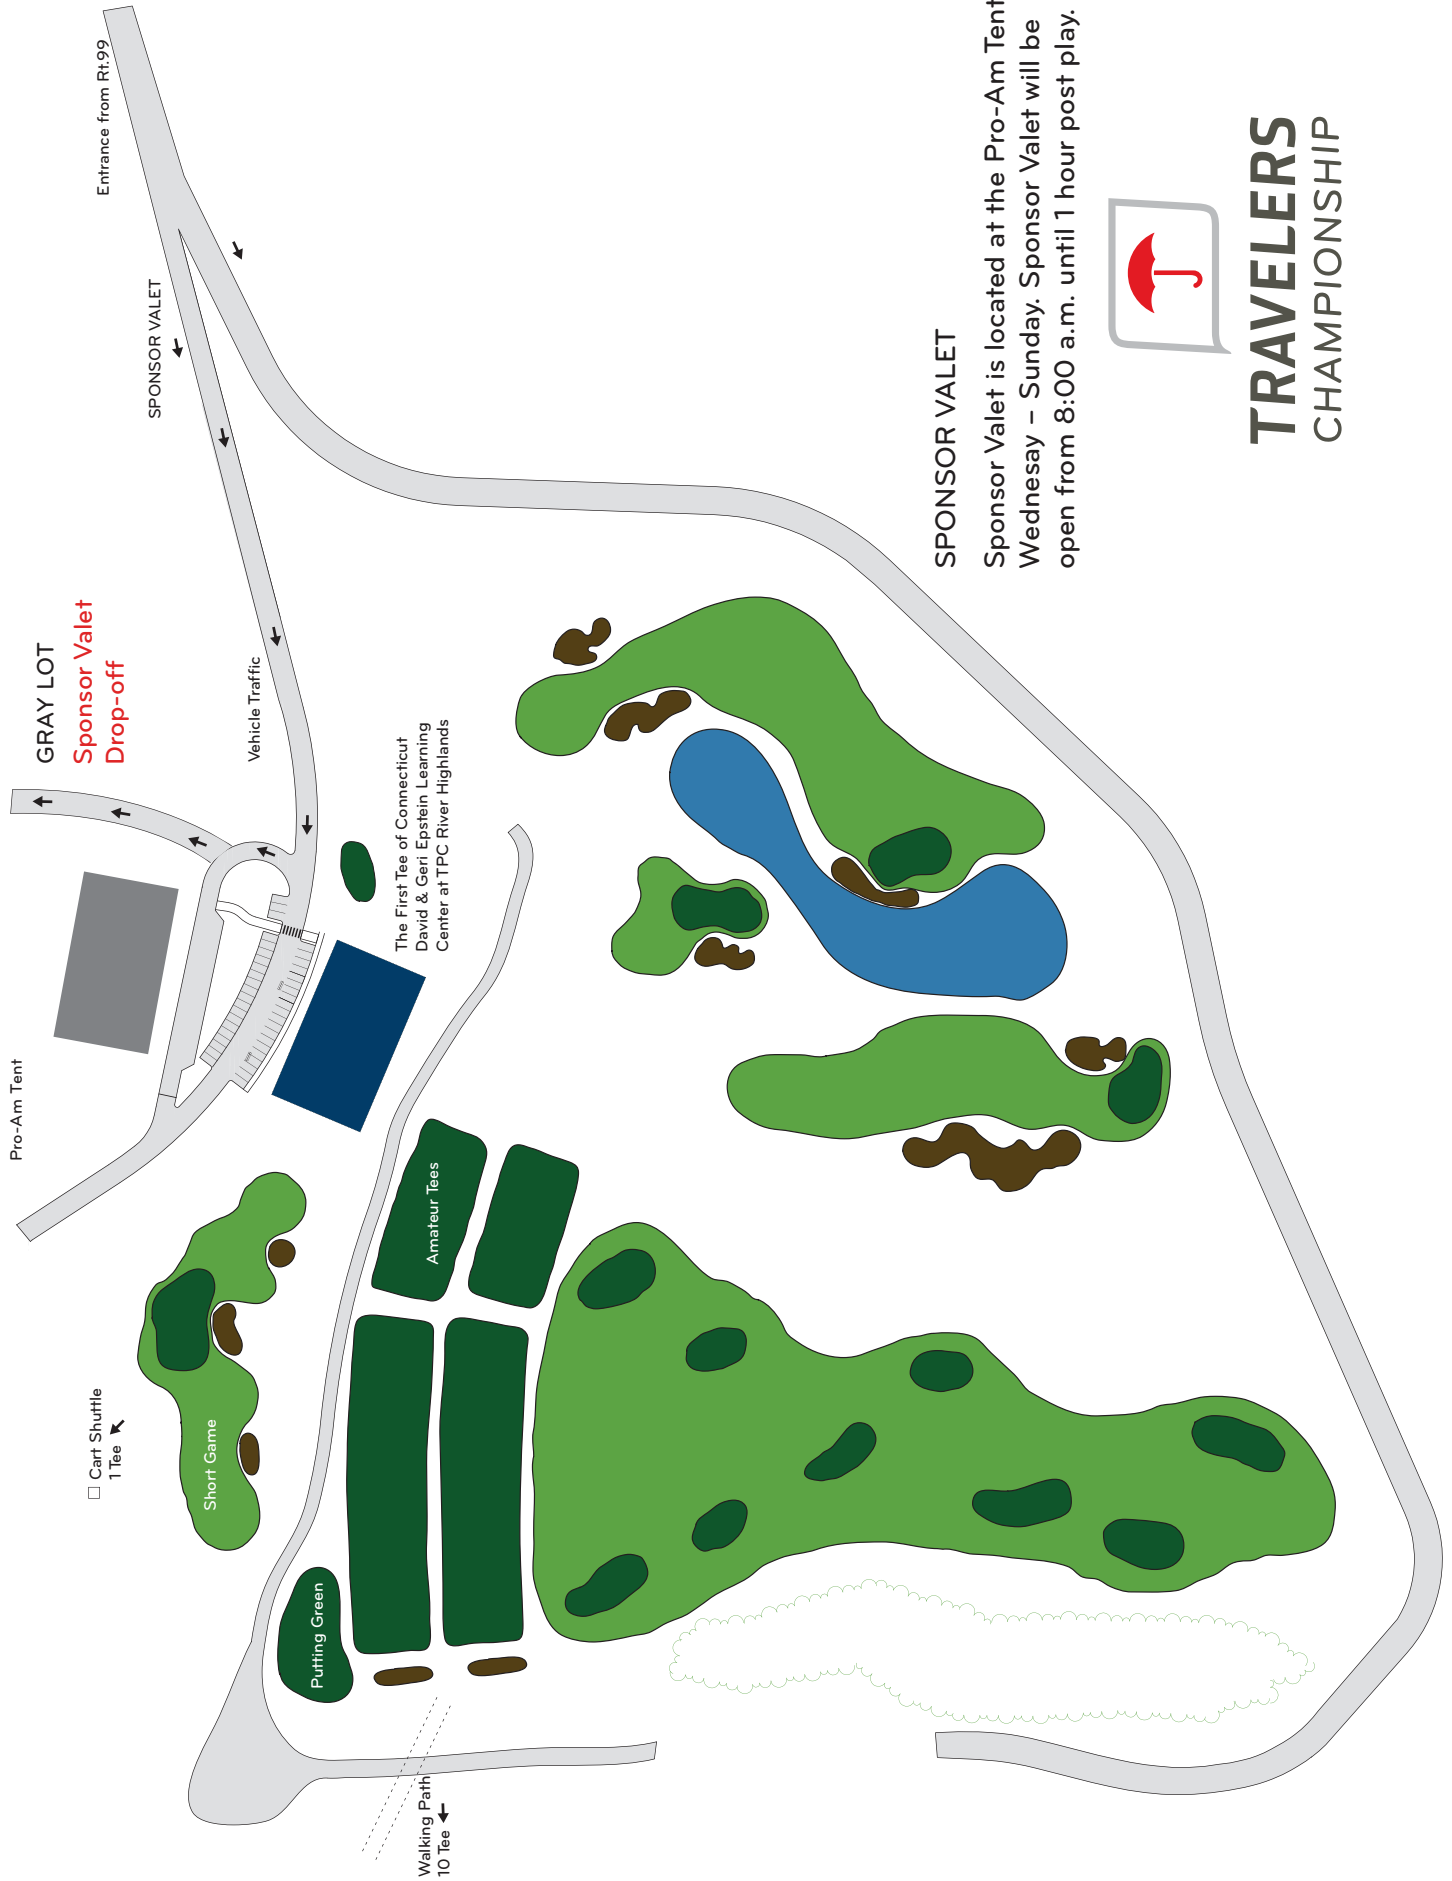 Entrance from Rt.99
SPONSOR VALET
GRAY LOT
Sponsor Valet
Drop-off
Vehicle Traffic
Pro-Am Tent
The First Tee of Connecticut
David & Geri Epstein Learning
Center at TPC River Highlands
Cart Shuttle
1 Tee
Short Game
Amateur Tees
Putting Green
Walking Path
10 Tee
SPONSOR VALET
Sponsor Valet is located at the Pro-Am Tent
Wednesay – Sunday. Sponsor Valet will be
open from 8:00 a.m. until 1 hour post play.
TRAVELERS
CHAMPIONSHIP